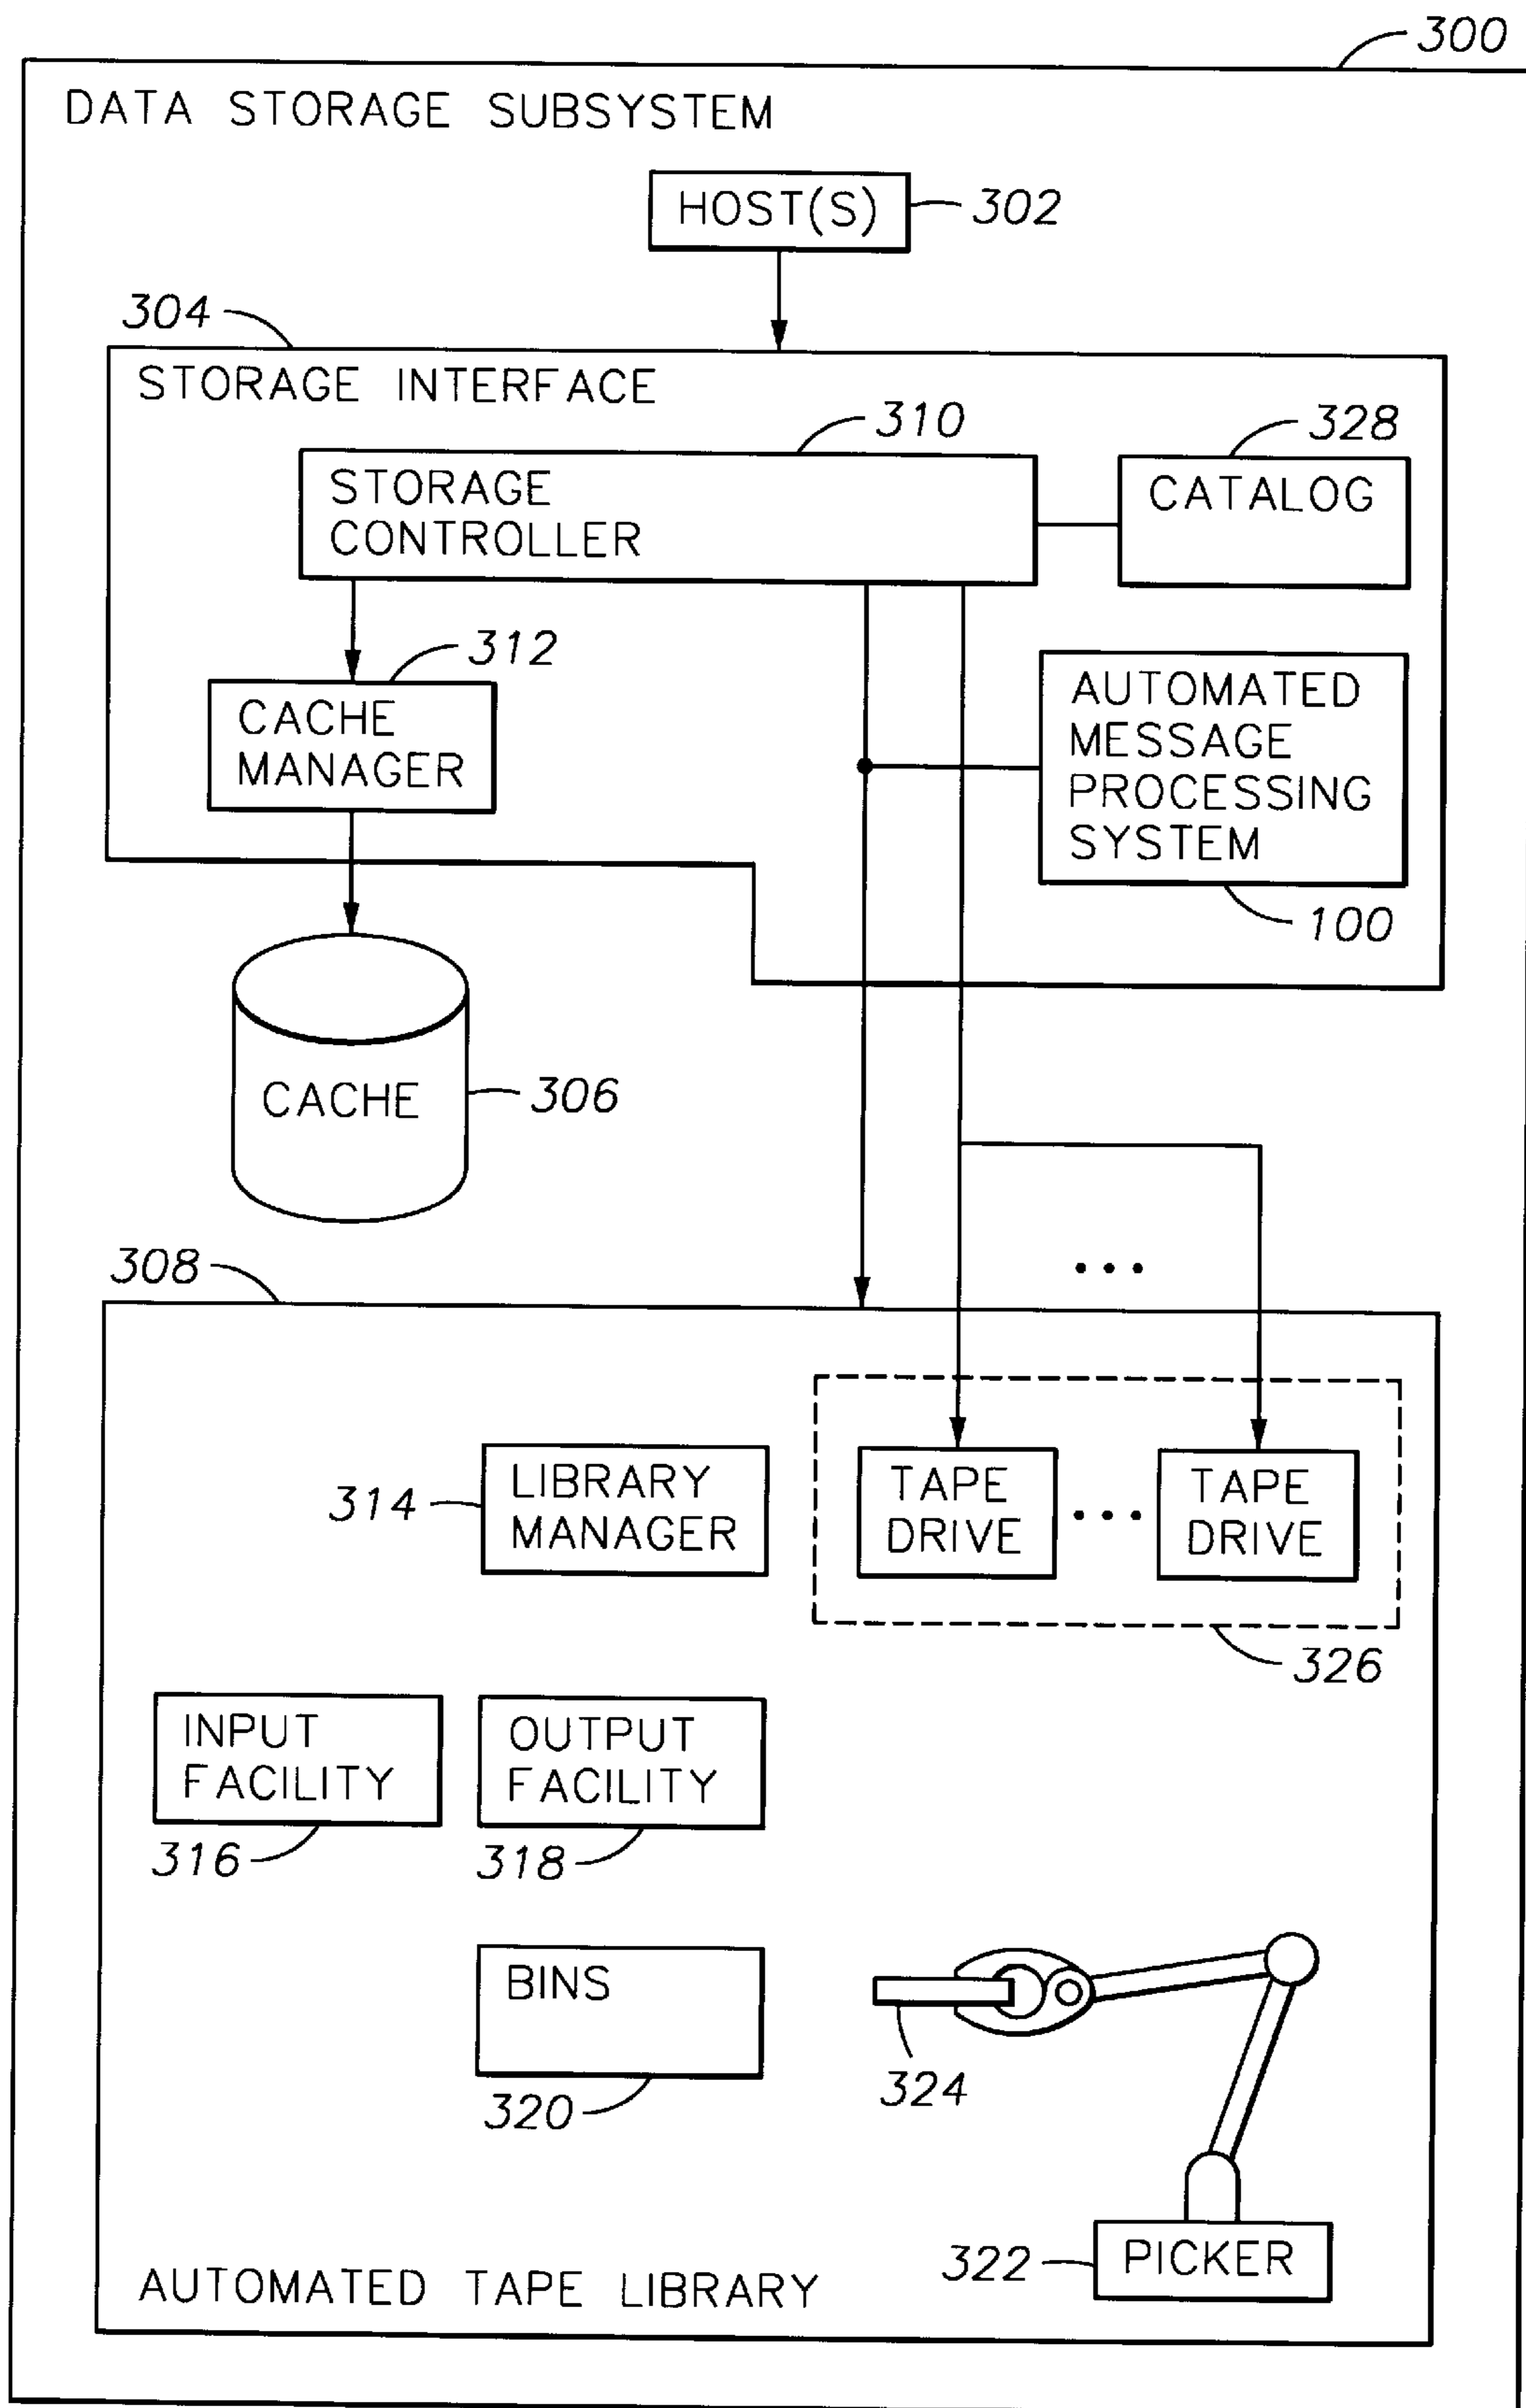 300
DATA STORAGE SUBSYSTEM
HOST(S)
302
304
STORAGE INTERFACE
310
328
STORAGE
CONTROLLER
CATALOG
312
CACHE
MANAGER
AUTOMATED
MESSAGE
PROCESSING
SYSTEM
100
CACHE
306
308
...
314
LIBRARY
MANAGER
TAPE
DRIVE
...
TAPE
DRIVE
326
INPUT
FACILITY
316
OUTPUT
FACILITY
318
BINS
320
324
322
PICKER
AUTOMATED TAPE LIBRARY